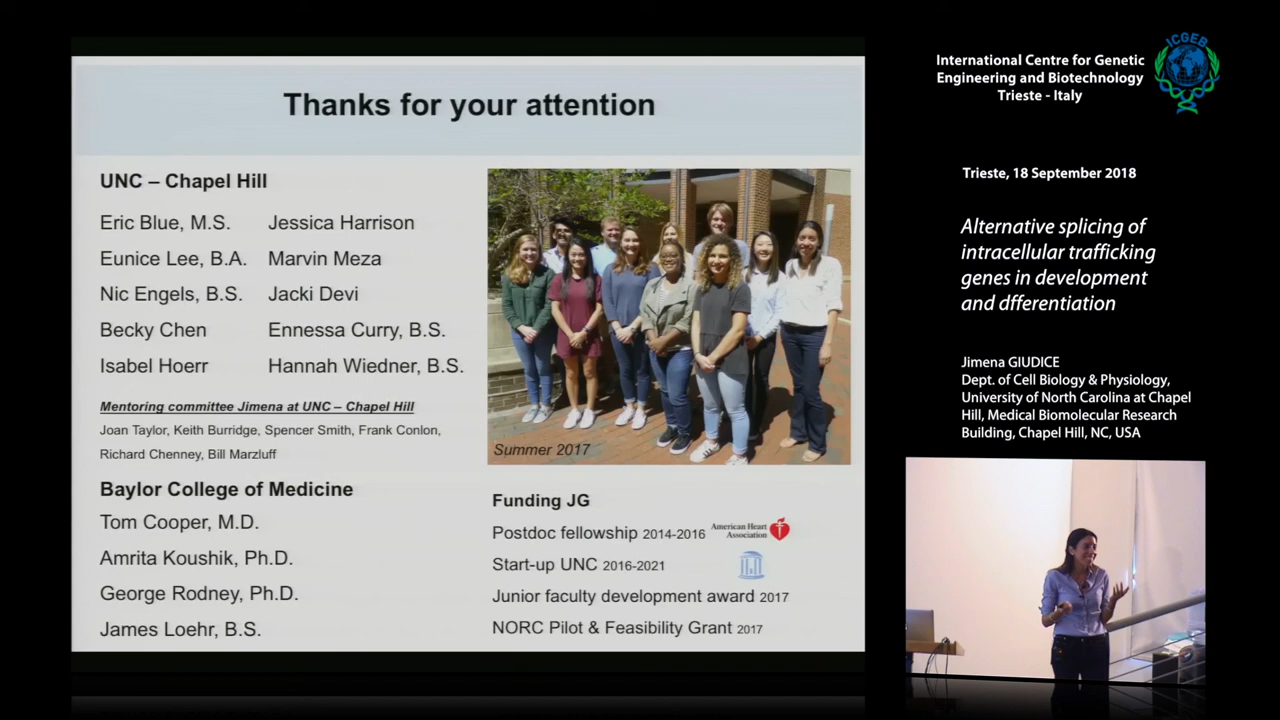 Thanks for your attention
UNC – Chapel Hill
Eric Blue, M.S.
Jessica Harrison
Eunice Lee, B.A.
Marvin Meza
Nic Engels, B.S.
Jacki Devi
Becky Chen
Ennessa Curry, B.S.
Isabel Hoerr
Hannah Wiedner, B.S.
Mentoring committee Jimena at UNC – Chapel Hill
Joan Taylor, Keith Burridge, Spencer Smith, Frank Conlon,
Richard Chenney, Bill Marzluff
Baylor College of Medicine
Tom Cooper, M.D.
Amrita Koushik, Ph.D.
George Rodney, Ph.D.
James Loehr, B.S.
Summer 2017
Funding JG
Postdoc fellowship 2014-2016
American Heart
Association
Start-up UNC 2016-2021
Junior faculty development award 2017
NORC Pilot & Feasibility Grant 2017
International Centre for Genetic
Engineering and Biotechnology
Trieste - Italy
ICGEB
Trieste, 18 September 2018
Alternative splicing of
intracellular trafficking
genes in development
and dfferentiation
Jimena GIUDICE
Dept. of Cell Biology & Physiology,
University of North Carolina at Chapel
Hill, Medical Biomolecular Research
Building, Chapel Hill, NC, USA